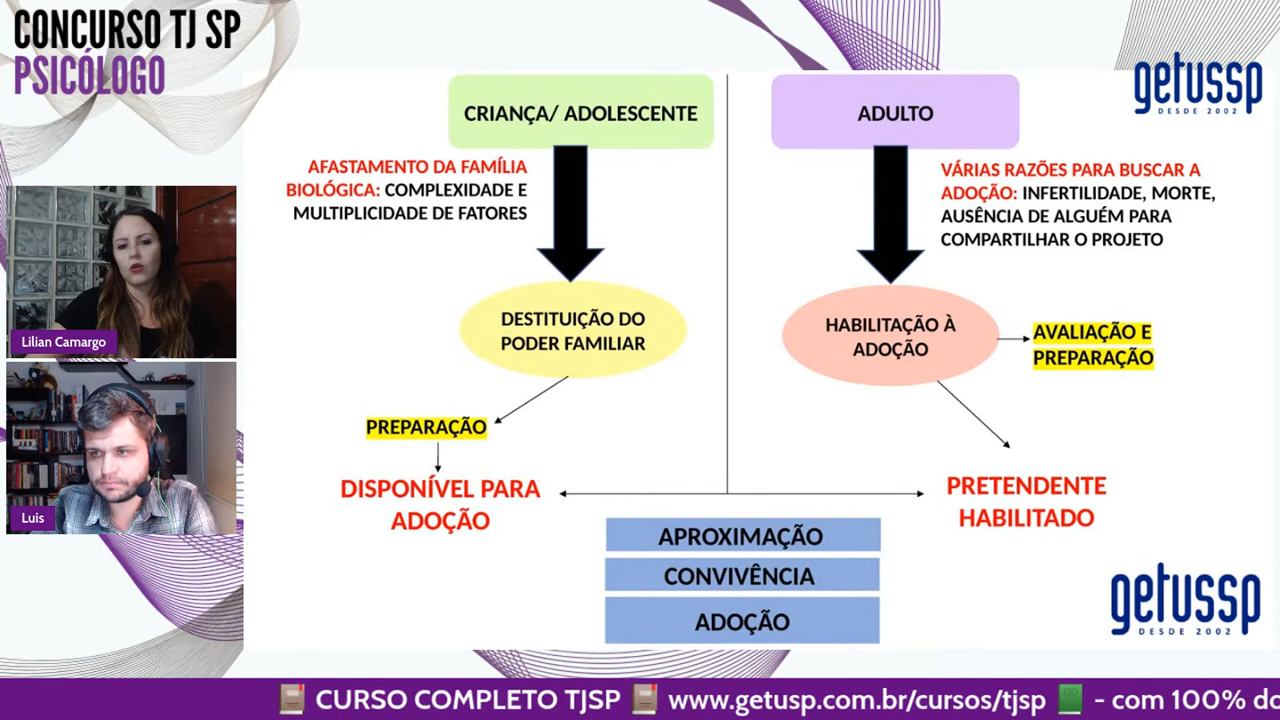 CONCURSO TJ SP
PSICÓLOGO
getussp
DESDE 2002
CRIANÇA/ ADOLESCENTE
ADULTO
AFASTAMENTO DA FAMÍLIA
BIOLÓGICA: COMPLEXIDADE E
MULTIPLICIDADE DE FATORES
VÁRIAS RAZÕES PARA BUSCAR A
ADOÇÃO: INFERTILIDADE, MORTE,
AUSÊNCIA DE ALGUÉM PARA
COMPARTILHAR O PROJETO
Lilian Camargo
DESTITUIÇÃO DO
PODER FAMILIAR
HABILITAÇÃO À
ADOÇÃO
AVALIAÇÃO E
PREPARAÇÃO
PREPARAÇÃO
DISPONÍVEL PARA
ADOÇÃO
PRETENDENTE
HABILITADO
Luis
APROXIMAÇÃO
CONVIVÊNCIA
ADOÇÃO
getussp
DESDE 2002
CURSO COMPLETO TJSP www.getusp.com.br/cursos/tjsp - com 100% do